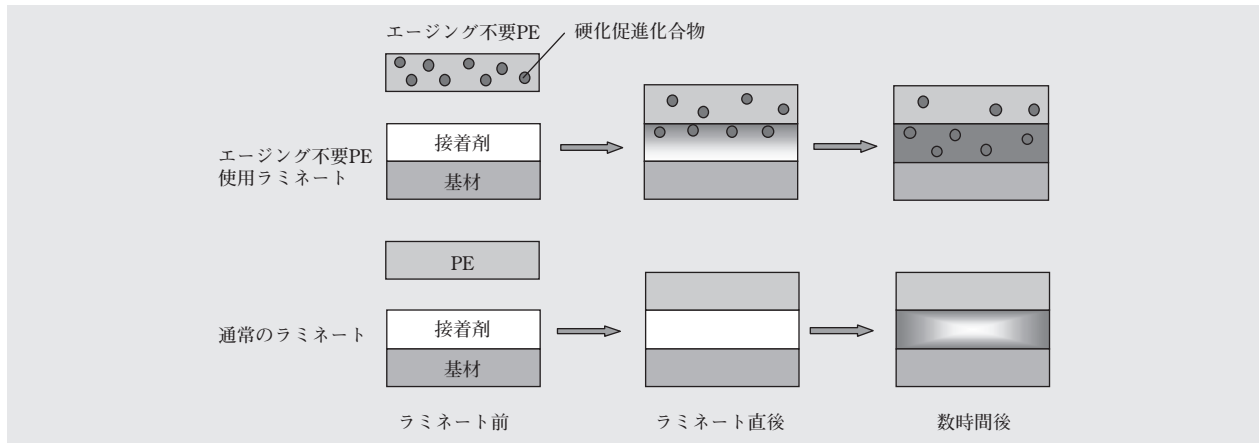 エージング不要PE
硬化促進化合物
接着剤
基材
エージング不要PE
使用ラミネート
PE
接着剤
基材
通常のラミネート
ラミネート前
ラミネート直後
数時間後